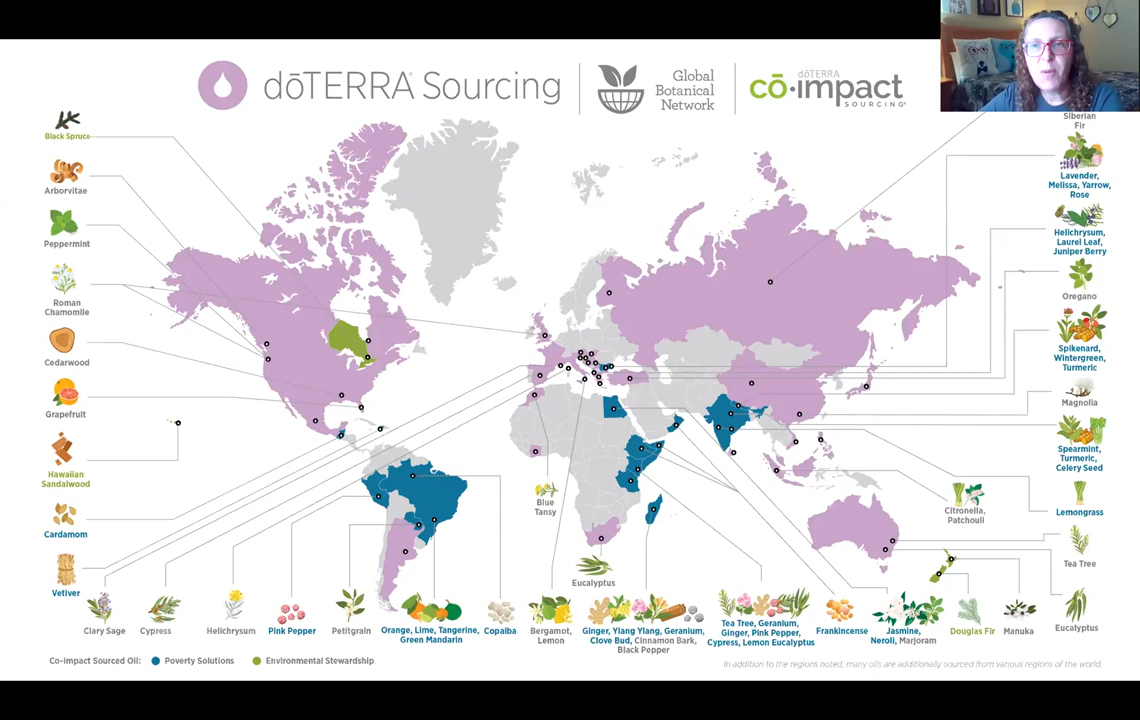 dōTERRA® Sourcing
Global
Botanical
Network
dōTERRA
cō•impact
SOURCING®
Black Spruce
Arborvitae
Peppermint
Roman
Chamomile
Cedarwood
Grapefruit
Hawaiian
Sandalwood
Cardamom
Vetiver
Siberian
Fir
Lavender,
Melissa, Yarrow,
Rose
Helichrysum,
Laurel Leaf,
Juniper Berry
Oregano
Spikenard,
Wintergreen,
Turmeric
Magnolia
Spearmint,
Turmeric,
Celery Seed
Lemongrass
Citronella,
Patchouli
Tea Tree
Blue
Tansy
Eucalyptus
Clary Sage
Cypress
Helichrysum
Pink Pepper
Petitgrain
Orange, Lime, Tangerine,
Green Mandarin
Copaiba
Bergamot,
Lemon
Ginger, Ylang Ylang, Geranium,
Clove Bud, Cinnamon Bark,
Black Pepper
Tea Tree, Geranium,
Ginger, Pink Pepper,
Cypress, Lemon Eucalyptus
Frankincense
Jasmine,
Neroli, Marjoram
Douglas Fir
Manuka
Eucalyptus
Co-Impact Sourced Oil: Poverty Solutions Environmental Stewardship
In addition to the regions noted, many oils are additionally sourced from various regions of the world.